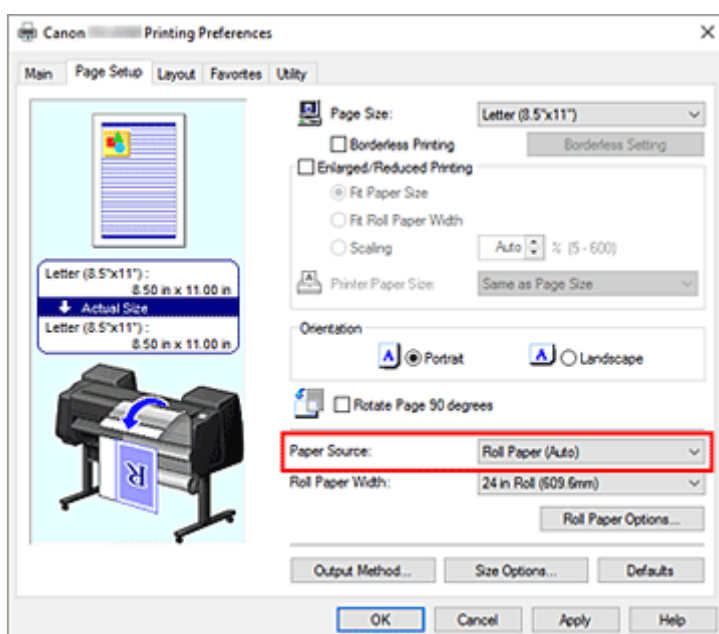 Canon Printing Preferences
Main Page Setup Layout Favorites Utility
Page Size: Letter (8.5"x11")
Borderless Printing Borderless Setting
Enlarged/Reduced Printing
Fit Paper Size
Fit Roll Paper Width
Scaling Auto % (5 - 600)
Printer Paper Size: Same as Page Size
Letter (8.5"x11") :
8.50 in x 11.00 in
Actual Size
Letter (8.5"x11") :
8.50 in x 11.00 in
Orientation
A Portrait A Landscape
Rotate Page 90 degrees
Paper Source: Roll Paper (Auto)
Roll Paper Width: 24 in Roll (609.6mm)
Roll Paper Options...
R
Output Method... Size Options... Defaults
OK Cancel Apply Help